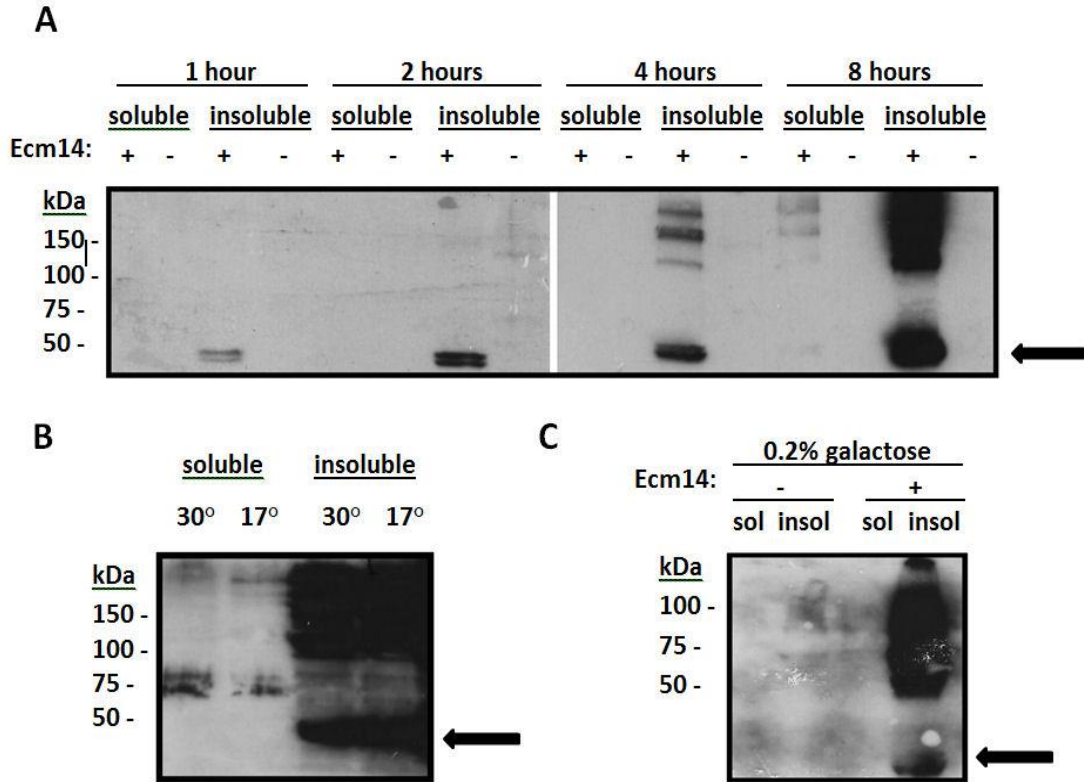 A
1 hour 2 hours 4 hours 8 hours
soluble insoluble soluble insoluble soluble insoluble soluble insoluble
Ecm14: + - + - + - + - + - + - + - + -
kDa
150 -
100 -
75 -
50 -
B
soluble insoluble
30° 17° 30° 17°
kDa
150 -
100 -
75 -
50 -
C
0.2% galactose
Ecm14: - +
sol insol sol insol
kDa
100 -
75 -
50 -